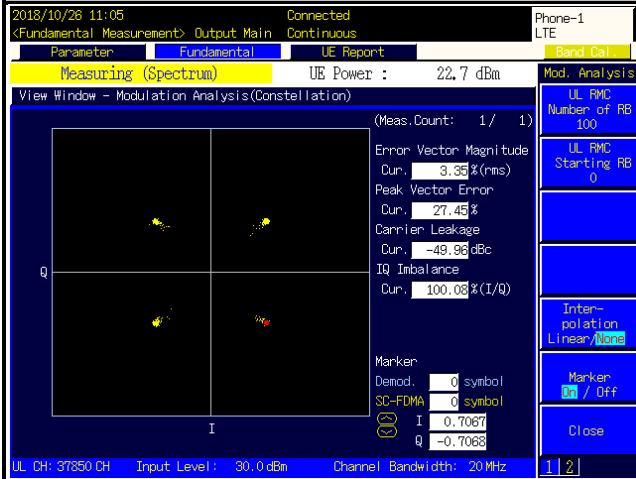 2018/10/26 11:05 Connected Phone-1
<Fundamental Measurement> Output Main Continuous LTE
Parameter Fundamental UE Report Band Cal.
Measuring (Spectrum) UE Power : 22.7 dBm Mod. Analysis
View Window - Modulation Analysis(Constellation)
UL RMC
Number of RB
100
(Meas.Count: 1/ 1)
Error Vector Magnitude
Cur. 3.35 %(rms)
Peak Vector Error
Cur. 27.45 %
Carrier Leakage
Cur. -49.96 dBc
IQ Imbalance
Cur. 100.08 %(I/Q)
UL RMC
Starting RB
0
Q
Inter-
polation
Linear/None
Marker
Demod. 0 symbol
SC-FDMA 0 symbol
I 0.7067
Q -0.7068
Marker
On / Off
I
Close
UL CH: 37850 CH Input Level: 30.0 dBm Channel Bandwidth: 20 MHz 1 2